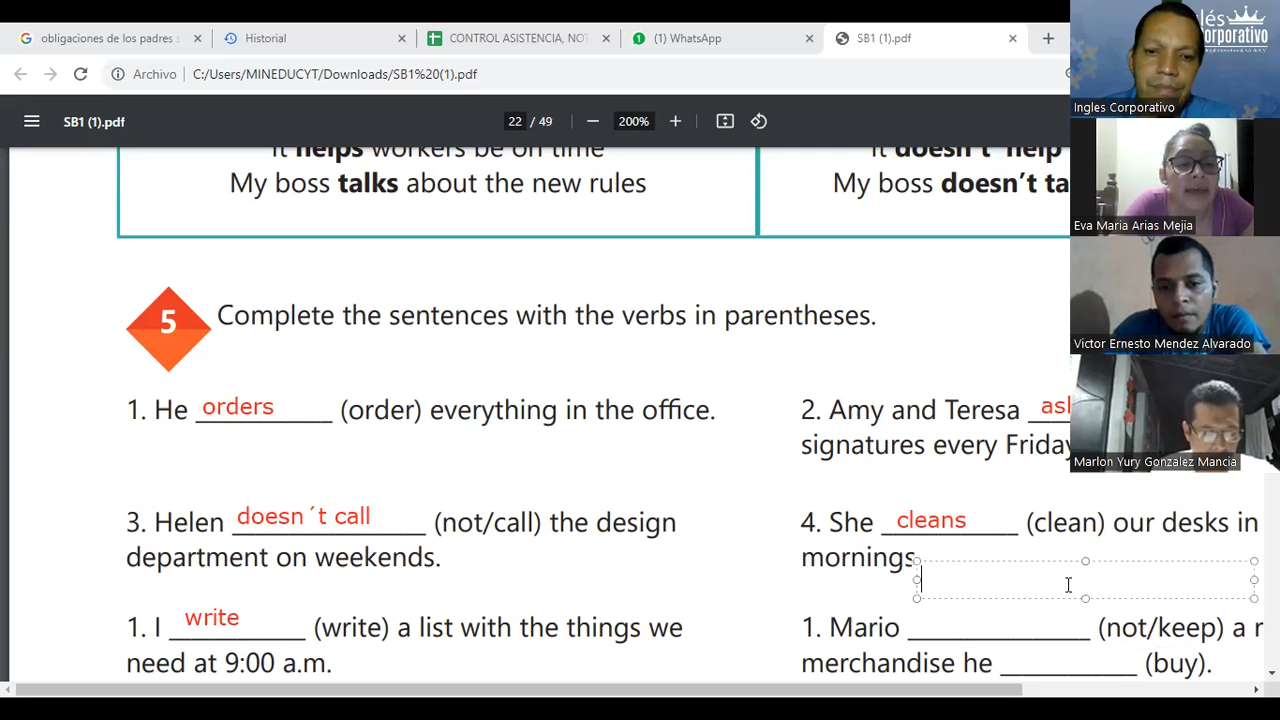 obligaciones de los padres s
Historial
CONTROL ASISTENCIA, NOT
(1) WhatsApp
SB1 (1).pdf
Archivo
C:/Users/MINEDUCYT/Downloads/SB1%20(1).pdf
SB1 (1).pdf
22 / 49
200%
It helps workers be on time
My boss talks about the new rules
It doesn't help
My boss doesn't ta
5
Complete the sentences with the verbs in parentheses.
1. He orders (order) everything in the office.
2. Amy and Teresa
signatures every Friday
3. Helen doesn´t call (not/call) the design
department on weekends.
4. She cleans (clean) our desks in
mornings
1. I write (write) a list with the things we
need at 9:00 a.m.
1. Mario ________ (not/keep) a r
merchandise he ________ (buy).
Ingles Corporativo
Eva Maria Arias Mejia
Victor Ernesto Mendez Alvarado
Marlon Yury Gonzalez Mancia